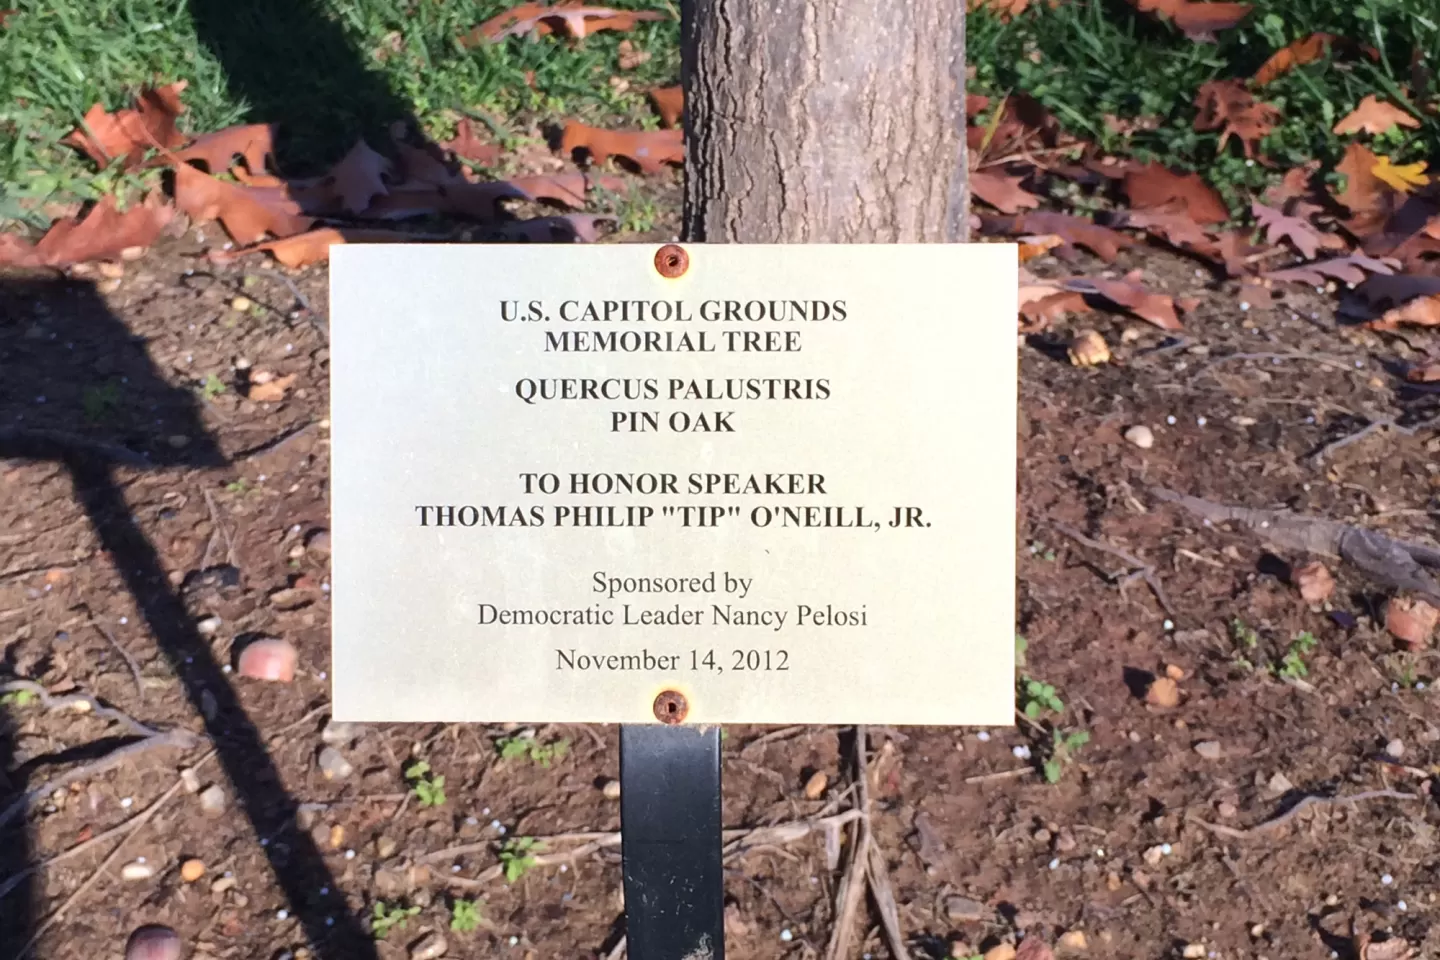 U.S. CAPITOL GROUNDS
MEMORIAL TREE
QUERCUS PALUSTRIS
PIN OAK
TO HONOR SPEAKER
THOMAS PHILIP "TIP" O'NEILL, JR.
Sponsored by
Democratic Leader Nancy Pelosi
November 14, 2012